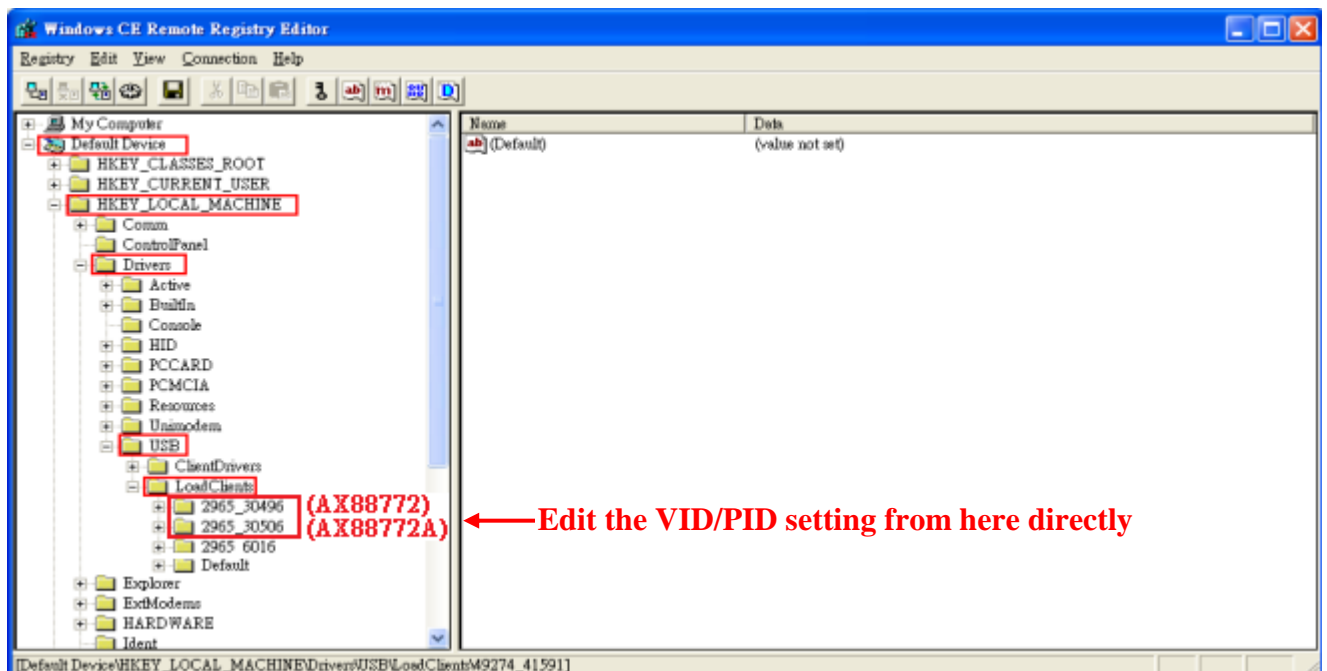 Windows CE Remote Registry Editor
Registry Edit View Connection Help
My Computer
Default Device
HKEY_CLASSES_ROOT
HKEY_CURRENT_USER
HKEY_LOCAL_MACHINE
Comm
ControlPanel
Drivers
Active
BuiltIn
Console
HID
PCCARD
PCMCIA
Resources
Unimodem
USB
ClientDrivers
LoadClients
2965_30496 (AX88772)
2965_30506 (AX88772A)
2965_6016
Default
Explorer
ExtModems
HARDWARE
Ident
Name Data
ab (Default) (value not set)
Edit the VID/PID setting from here directly
[Default Device\HKEY_LOCAL_MACHINE\Drivers\USB\LoadClients\49274_41591]